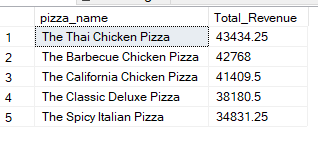 pizza_name Total_Revenue
1 The Thai Chicken Pizza 43434.25
2 The Barbecue Chicken Pizza 42768
3 The California Chicken Pizza 41409.5
4 The Classic Deluxe Pizza 38180.5
5 The Spicy Italian Pizza 34831.25